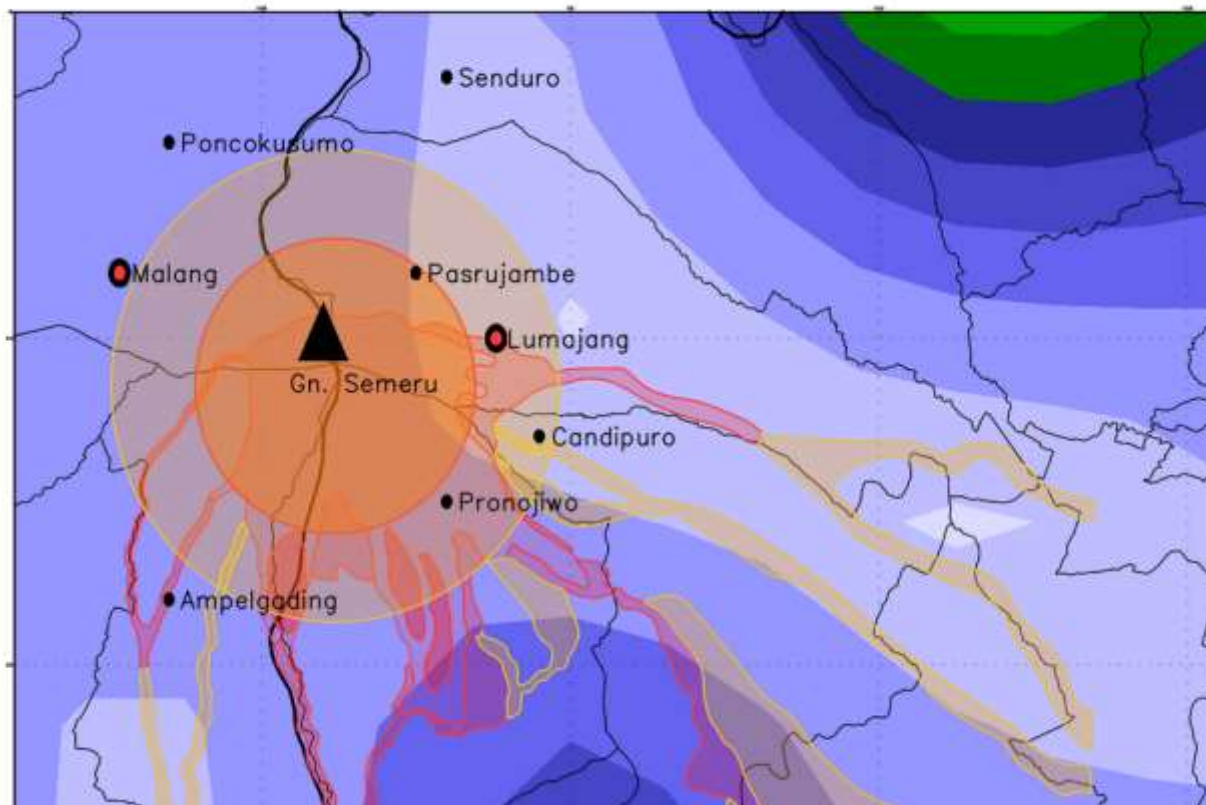 Senduro
Poncokusumo
Malang
Pasrujambe
Lumajang
Gn. Semeru
Candipuro
Pronojiwo
Ampelgading